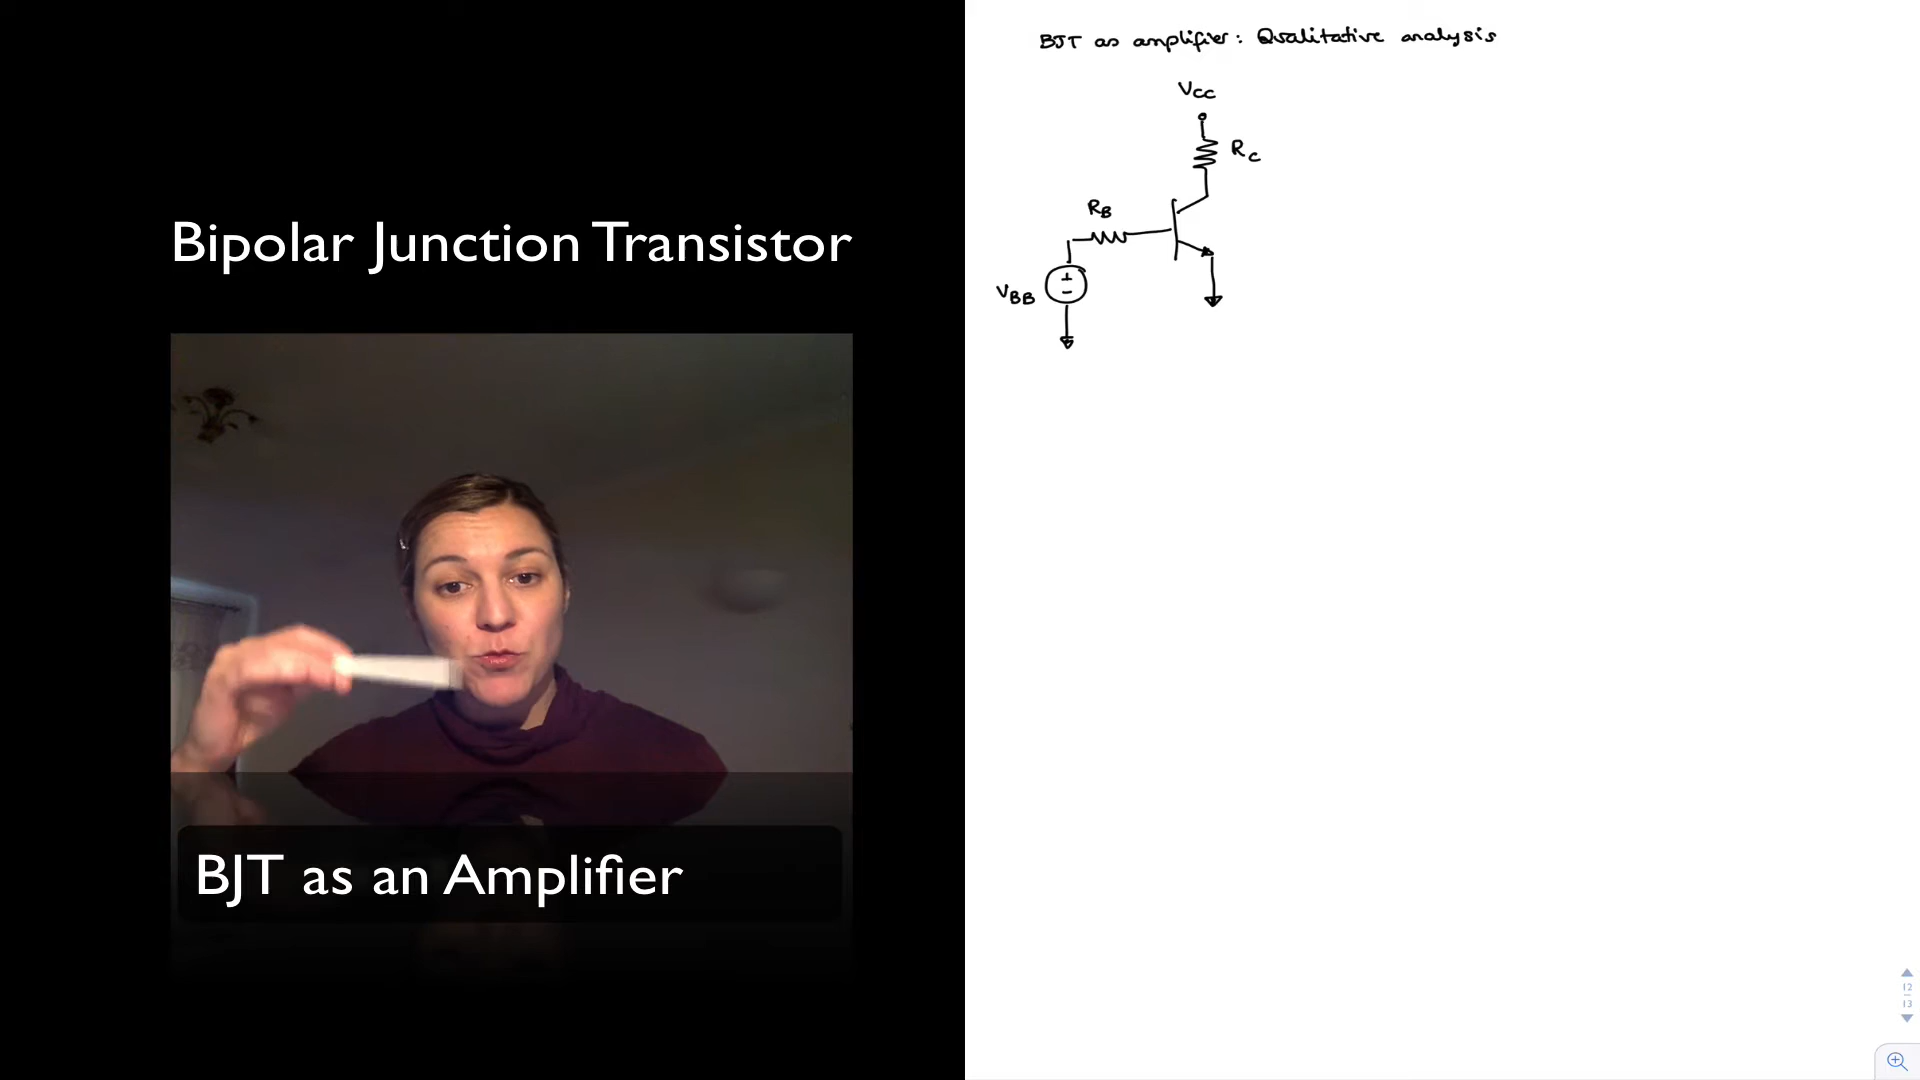 Bipolar Junction Transistor
BJT as an Amplifier
BJT as amplifier: Qualitative analysis
VCC
RC
RB
VBB
+
-
12
13